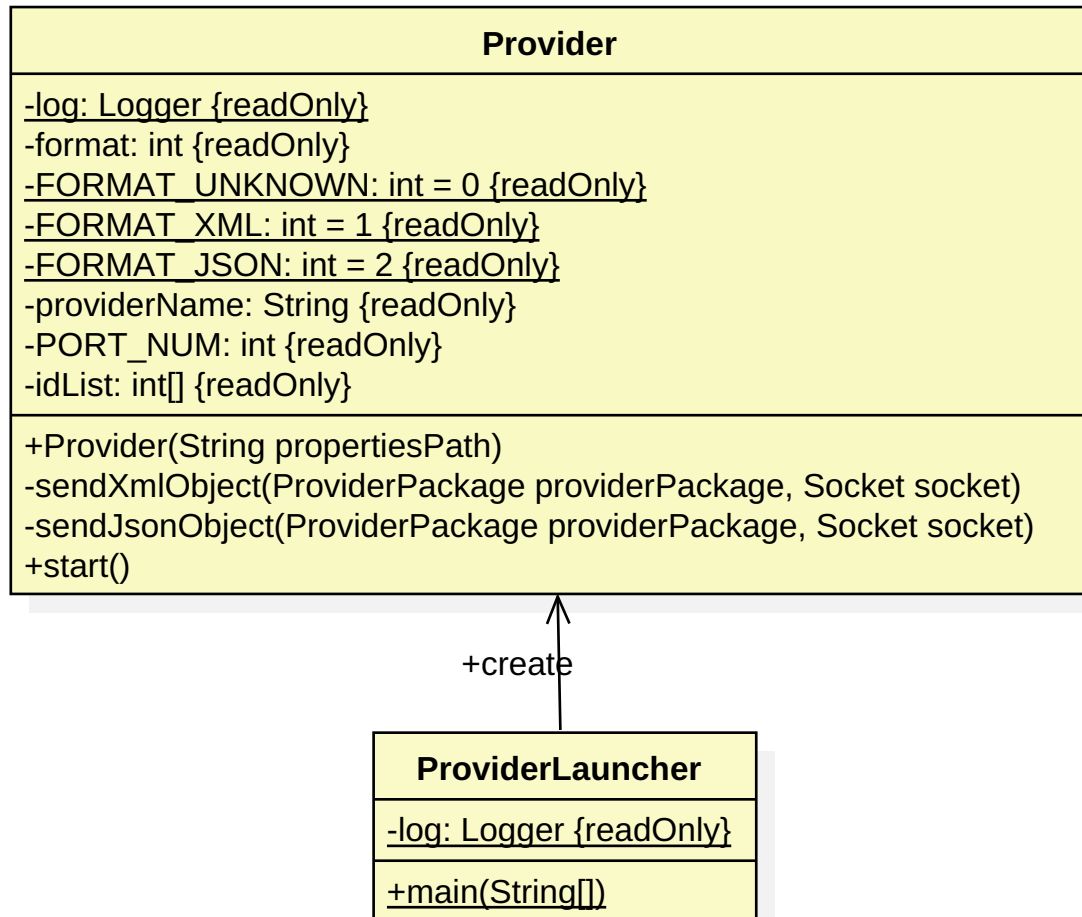 Provider
-log: Logger {readOnly}
-format: int {readOnly}
-FORMAT_UNKNOWN: int = 0 {readOnly}
-FORMAT_XML: int = 1 {readOnly}
-FORMAT_JSON: int = 2 {readOnly}
-providerName: String {readOnly}
-PORT_NUM: int {readOnly}
-idList: int[] {readOnly}
+Provider(String propertiesPath)
-sendXmlObject(ProviderPackage providerPackage, Socket socket)
-sendJsonObject(ProviderPackage providerPackage, Socket socket)
+start()
+create
ProviderLauncher
-log: Logger {readOnly}
+main(String[])